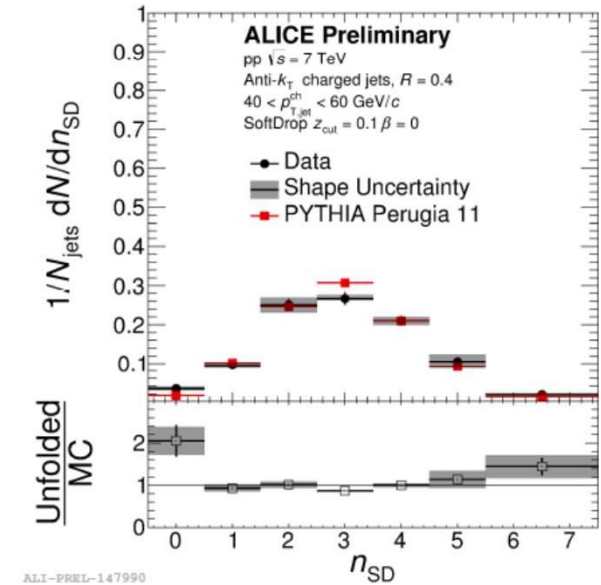 ALICE Preliminary
pp √s = 7 TeV
Anti-kT charged jets, R = 0.4
40 < p^ch_T,jet < 60 GeV/c
SoftDrop zcut = 0.1 β = 0
Data
Shape Uncertainty
PYTHIA Perugia 11
1/Njets dN/dnSD
1
0.9
0.8
0.7
0.6
0.5
0.4
0.3
0.2
0.1
Unfolded
MC
2
1
0
0 1 2 3 4 5 6 7
nSD
ALI-PREL-147990